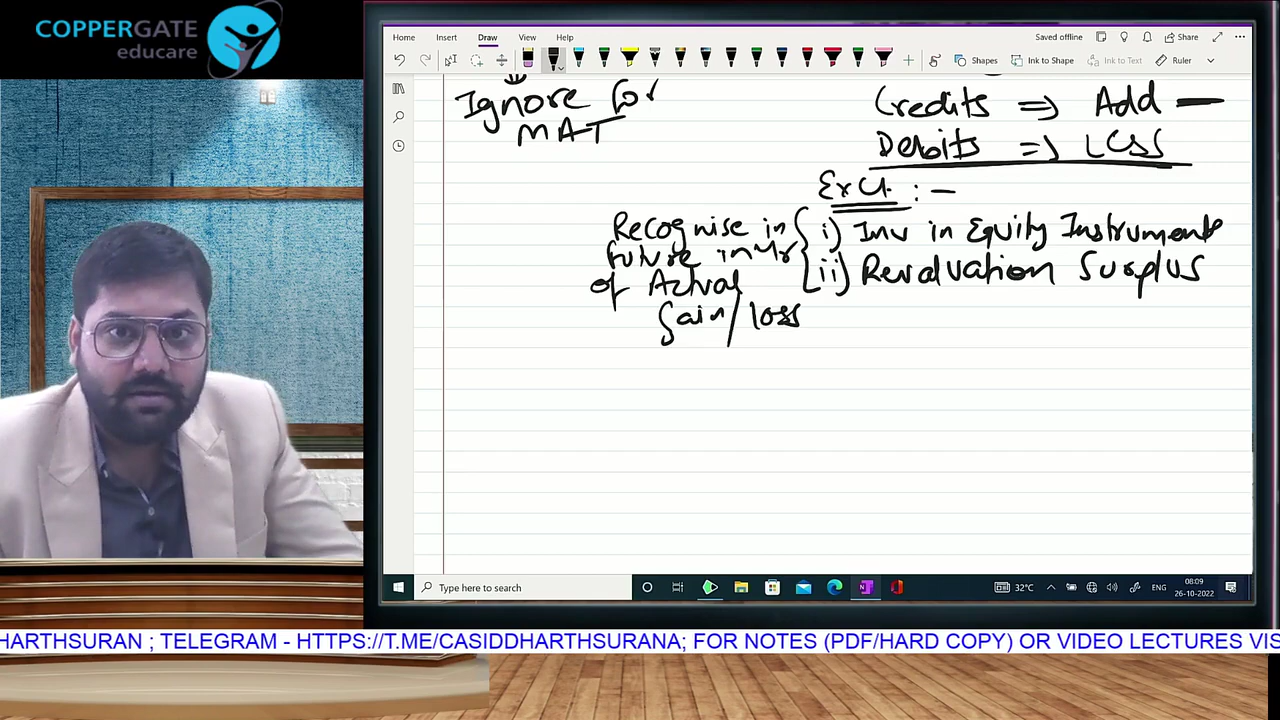 COPPERGATE
educare
Home Insert Draw View Help
Saved offline
Share
Shapes
Ink to Shape
Ink to Text
Ruler
Ignore for
MAT
Credits ⇒ Add —
Debits ⇒ Less
Excl. :-
Recognise in
future in Yr
of Actual
Gain/loss
i) Inv in Equity Instruments
ii) Revaluation Surplus
Type here to search
32°C
ENG
08:09
26-10-2022
HARTHSURAN ; TELEGRAM - HTTPS://T.ME/CASIDDHARTHSURANA; FOR NOTES (PDF/HARD COPY) OR VIDEO LECTURES VIS